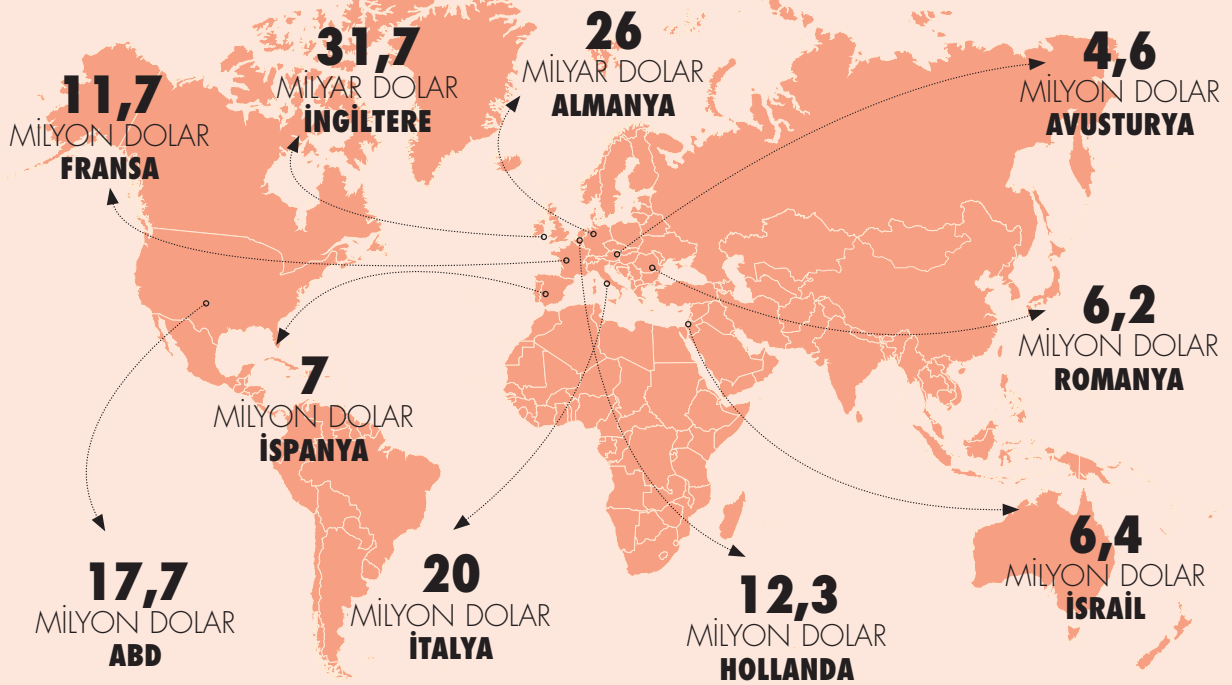 31,7
MİLYAR DOLAR
İNGİLTERE
26
MİLYAR DOLAR
ALMANYA
4,6
MİLYON DOLAR
AVUSTURYA
11,7
MİLYON DOLAR
FRANSA
6,2
MİLYON DOLAR
ROMANYA
7
MİLYON DOLAR
İSPANYA
6,4
MİLYON DOLAR
İSRAİL
17,7
MİLYON DOLAR
ABD
20
MİLYON DOLAR
İTALYA
12,3
MİLYON DOLAR
HOLLANDA